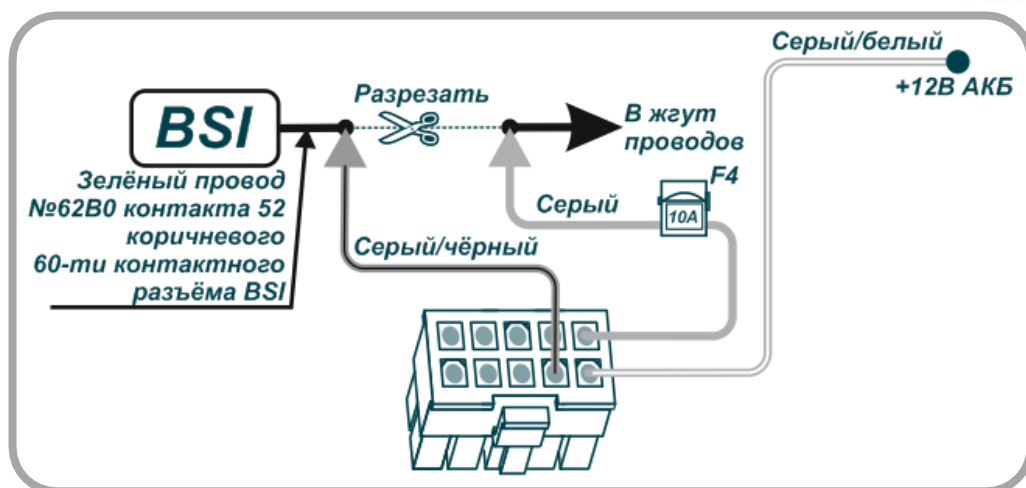 Серый/белый
+12В АКБ
Разрезать
BSI
В жгут
проводов
Зелёный провод
№62В0 контакта 52
коричневого
60-ти контактного
разъёма BSI
F4
10А
Серый
Серый/чёрный